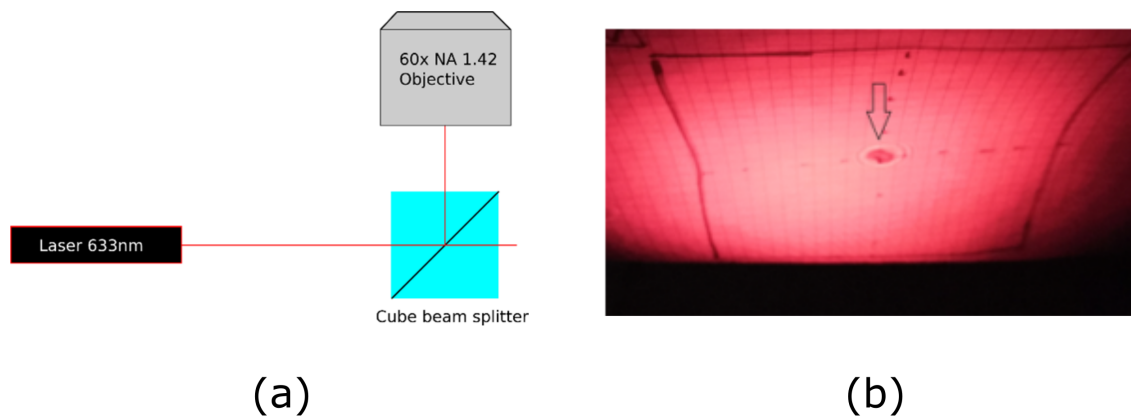 60x NA 1.42
Objective
Laser 633nm
Cube beam splitter
(a)
(b)